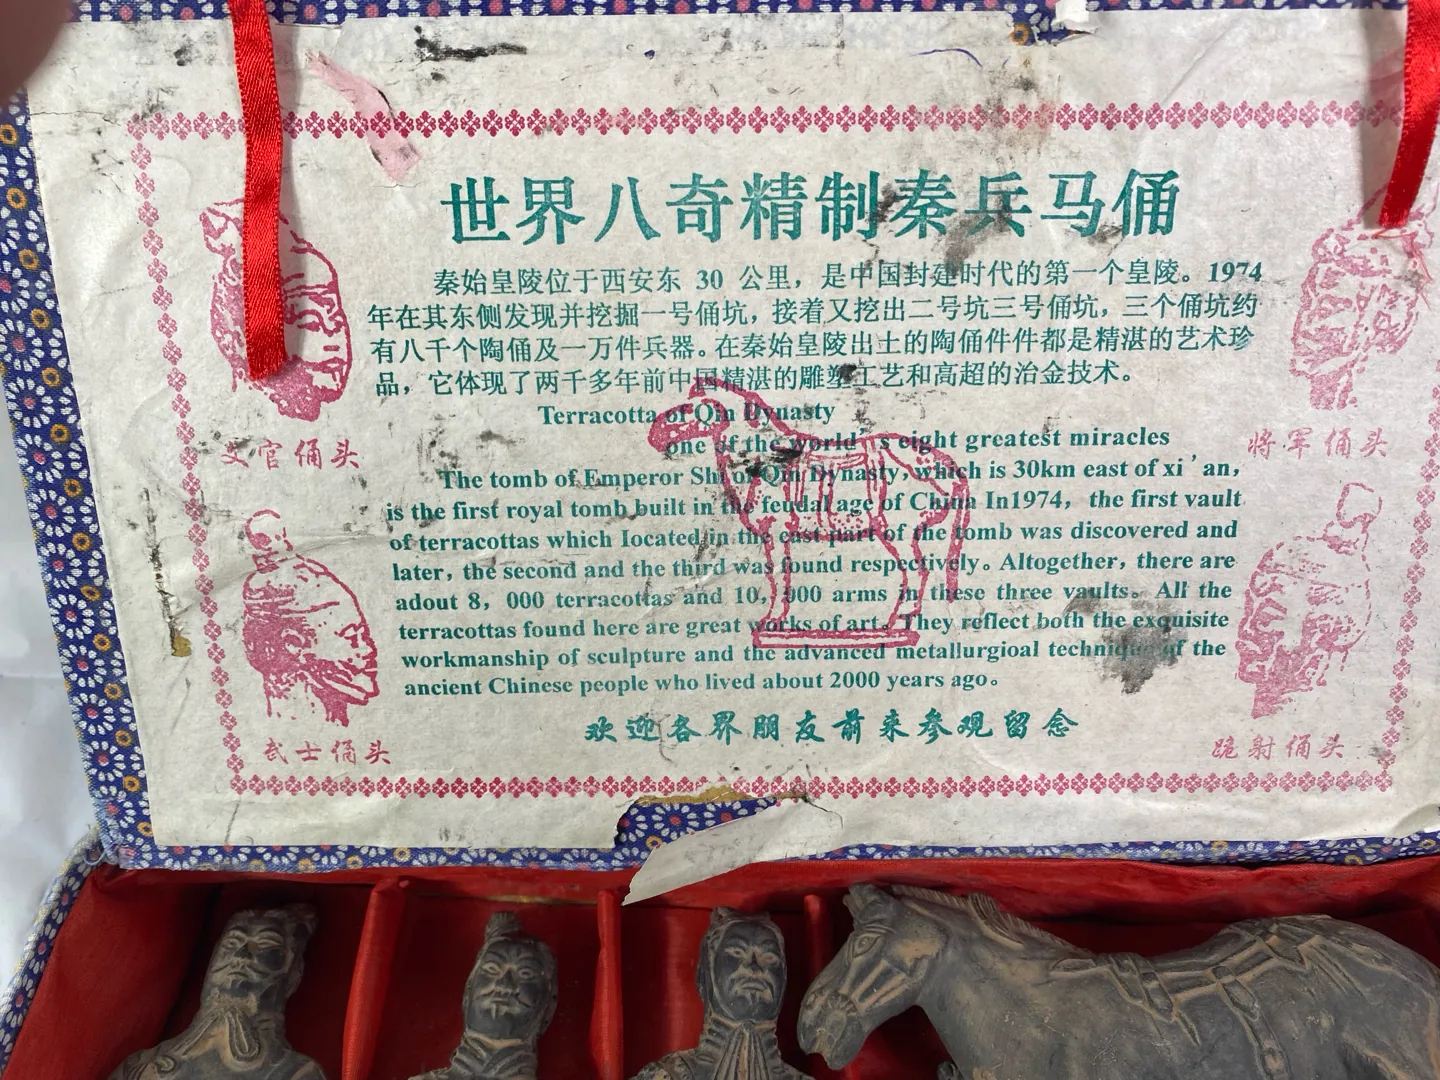 世界八奇精制秦兵马俑
秦始皇陵位于西安东 30 公里，是中国封建时代的第一个皇陵。1974
年在其东侧发现并挖掘一号俑坑，接着又挖出二号坑三号俑坑，三个俑坑约
有八千个陶俑及一万件兵器。在秦始皇陵出土的陶俑件件都是精湛的艺术珍
品，它体现了两千多年前中国精湛的雕塑工艺和高超的冶金技术。
Terracotta of Qin Dynasty
one of the world's eight greatest miracles
The tomb of Emperor Shi of Qin Dynasty, which is 30km east of xi'an,
is the first royal tomb built in the feudal age of China In1974, the first vault
of terracottas which Iocated in the east part of the tomb was discovered and
later, the second and the third was found respectively。Altogether, there are
adout 8, 000 terracottas and 10, 000 arms in these three vaults。All the
terracottas found here are great works of art。They reflect both the exquisite
workmanship of sculpture and the advanced metallurgioal technique of the
ancient Chinese people who lived about 2000 years ago。
欢迎各界朋友前来参观留念
文官俑头
将军俑头
武士俑头
跪射俑头